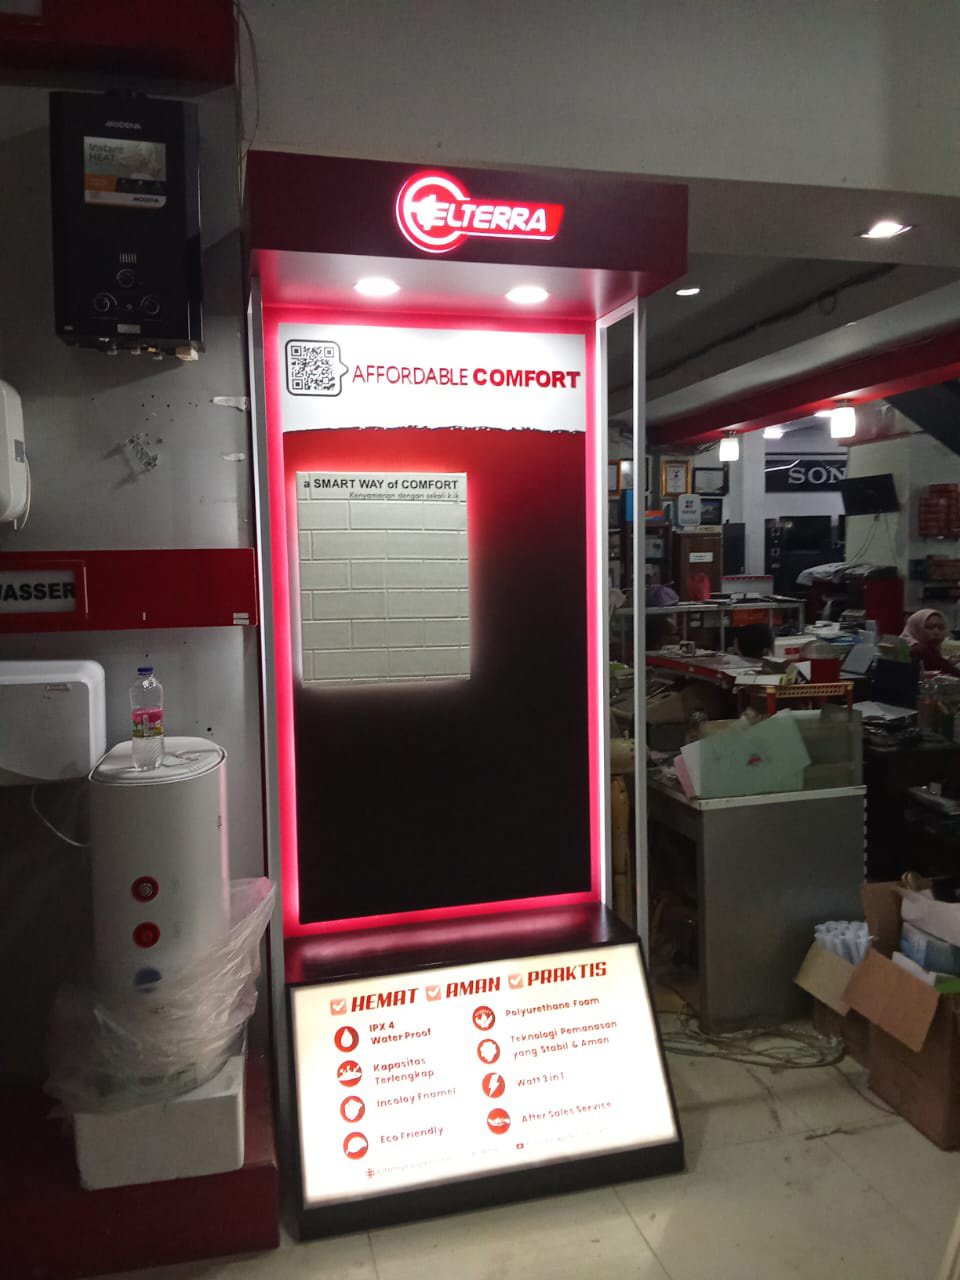 MODENA
Instant
HEAT
MODENA
ELTERRA
AFFORDABLE COMFORT
a SMART WAY of COMFORT
Kenyamanan dengan sekali klik
SON
WASSER
HEMAT AMAN PRAKTIS
IPX 4
Water Proof
Kapasitas
Terlengkap
Incoloy Enamel
Eco Friendly
Polyurethane Foam
Teknologi Pemanasan
yang Stabil & Aman
Watt 3 in 1
After Sales Service